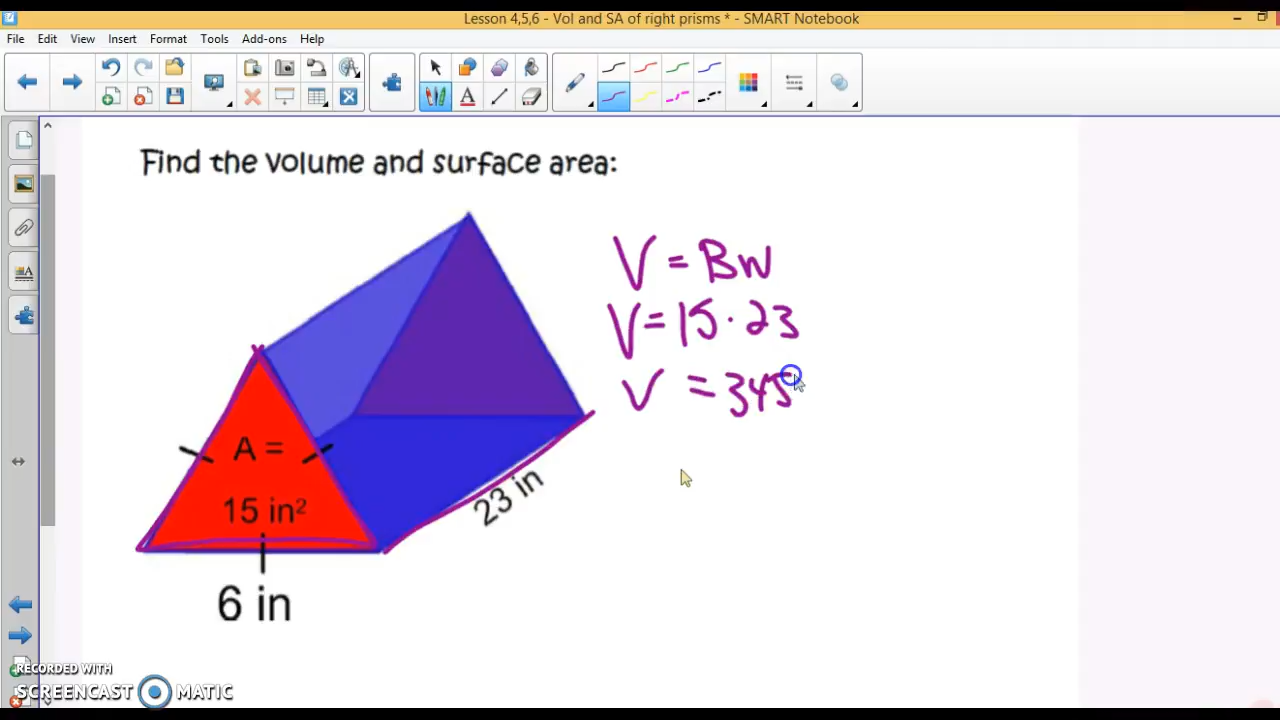 Lesson 4,5,6 - Vol and SA of right prisms * - SMART Notebook
File Edit View Insert Format Tools Add-ons Help
Find the volume and surface area:
V = BW
V = 15 · 23
V = 345
A =
15 in²
23 in
6 in
RECORDED WITH
SCREENCAST MATIC